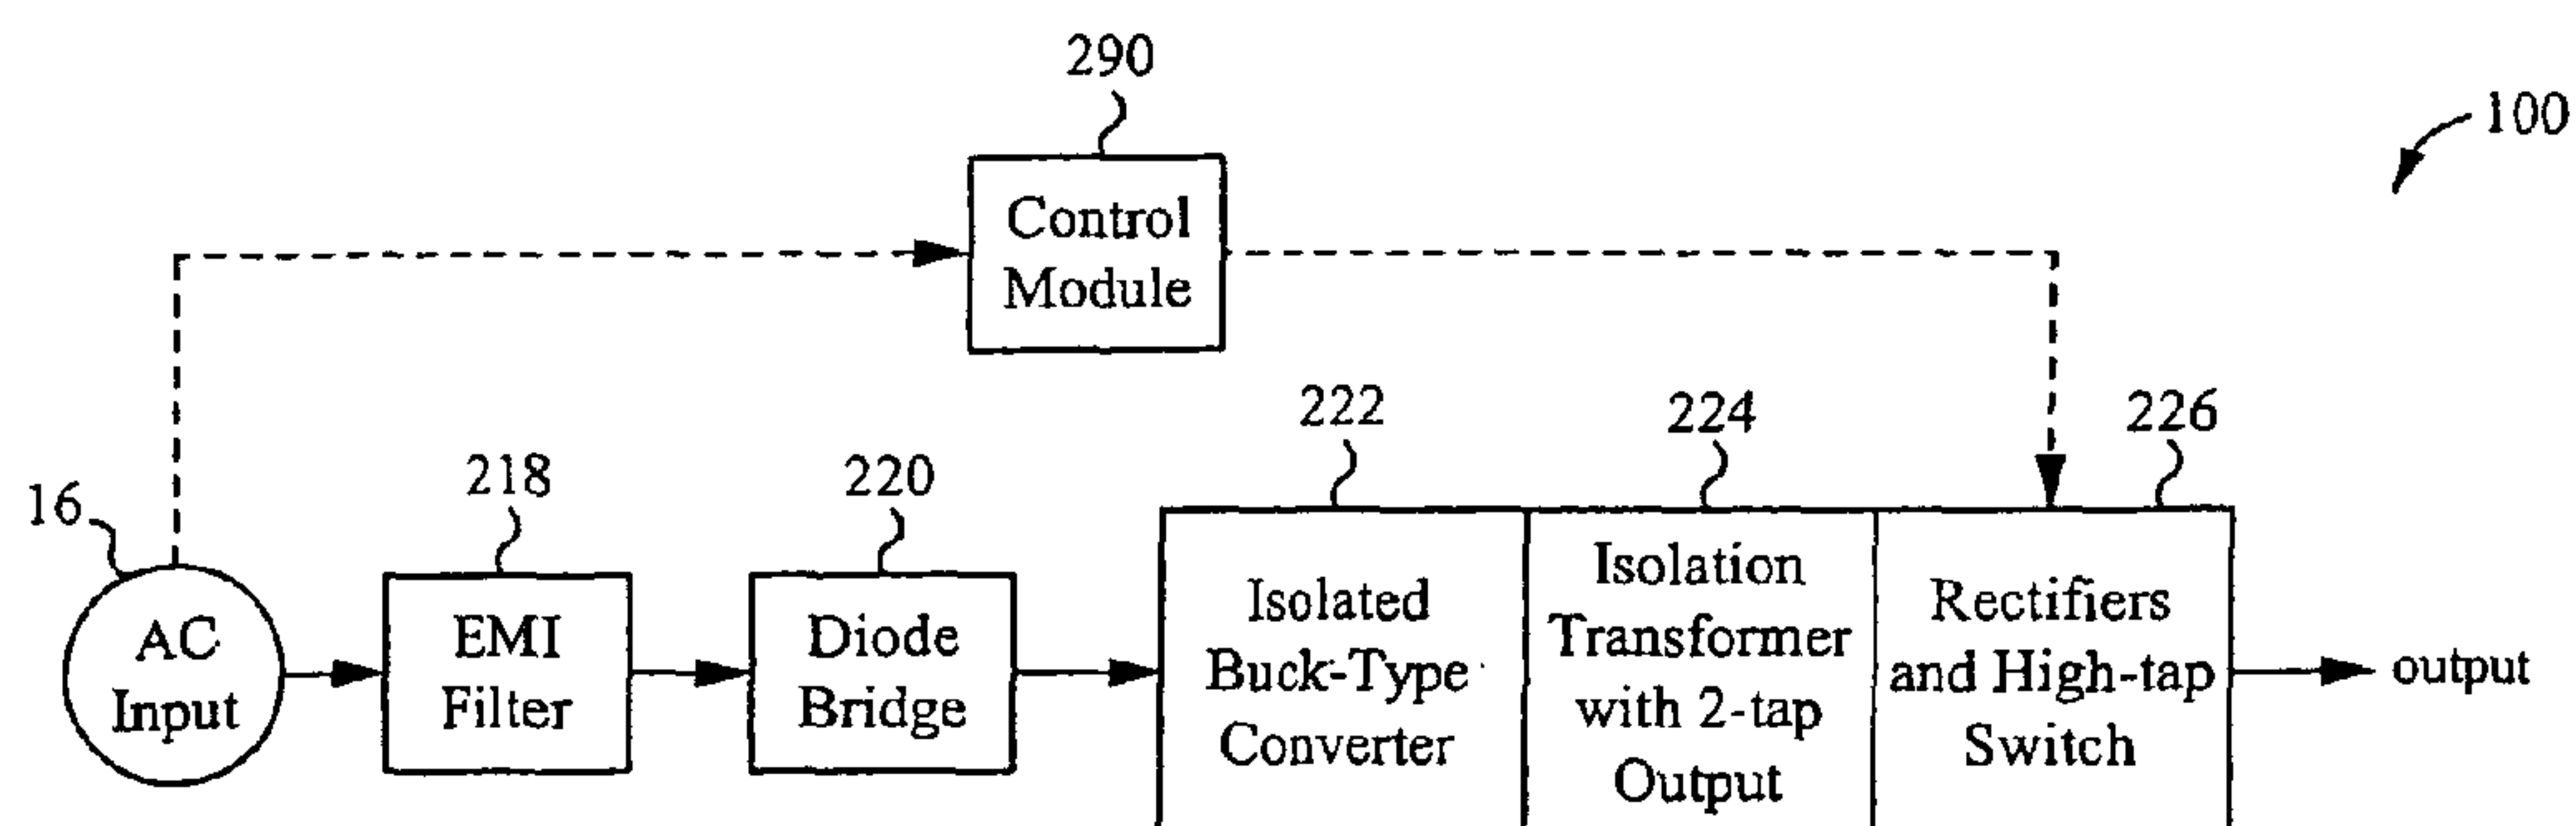 290
100
Control
Module
222
224
226
16
218
220
AC
Input
EMI
Filter
Diode
Bridge
Isolated
Buck-Type
Converter
Isolation
Transformer
with 2-tap
Output
Rectifiers
and High-tap
Switch
output